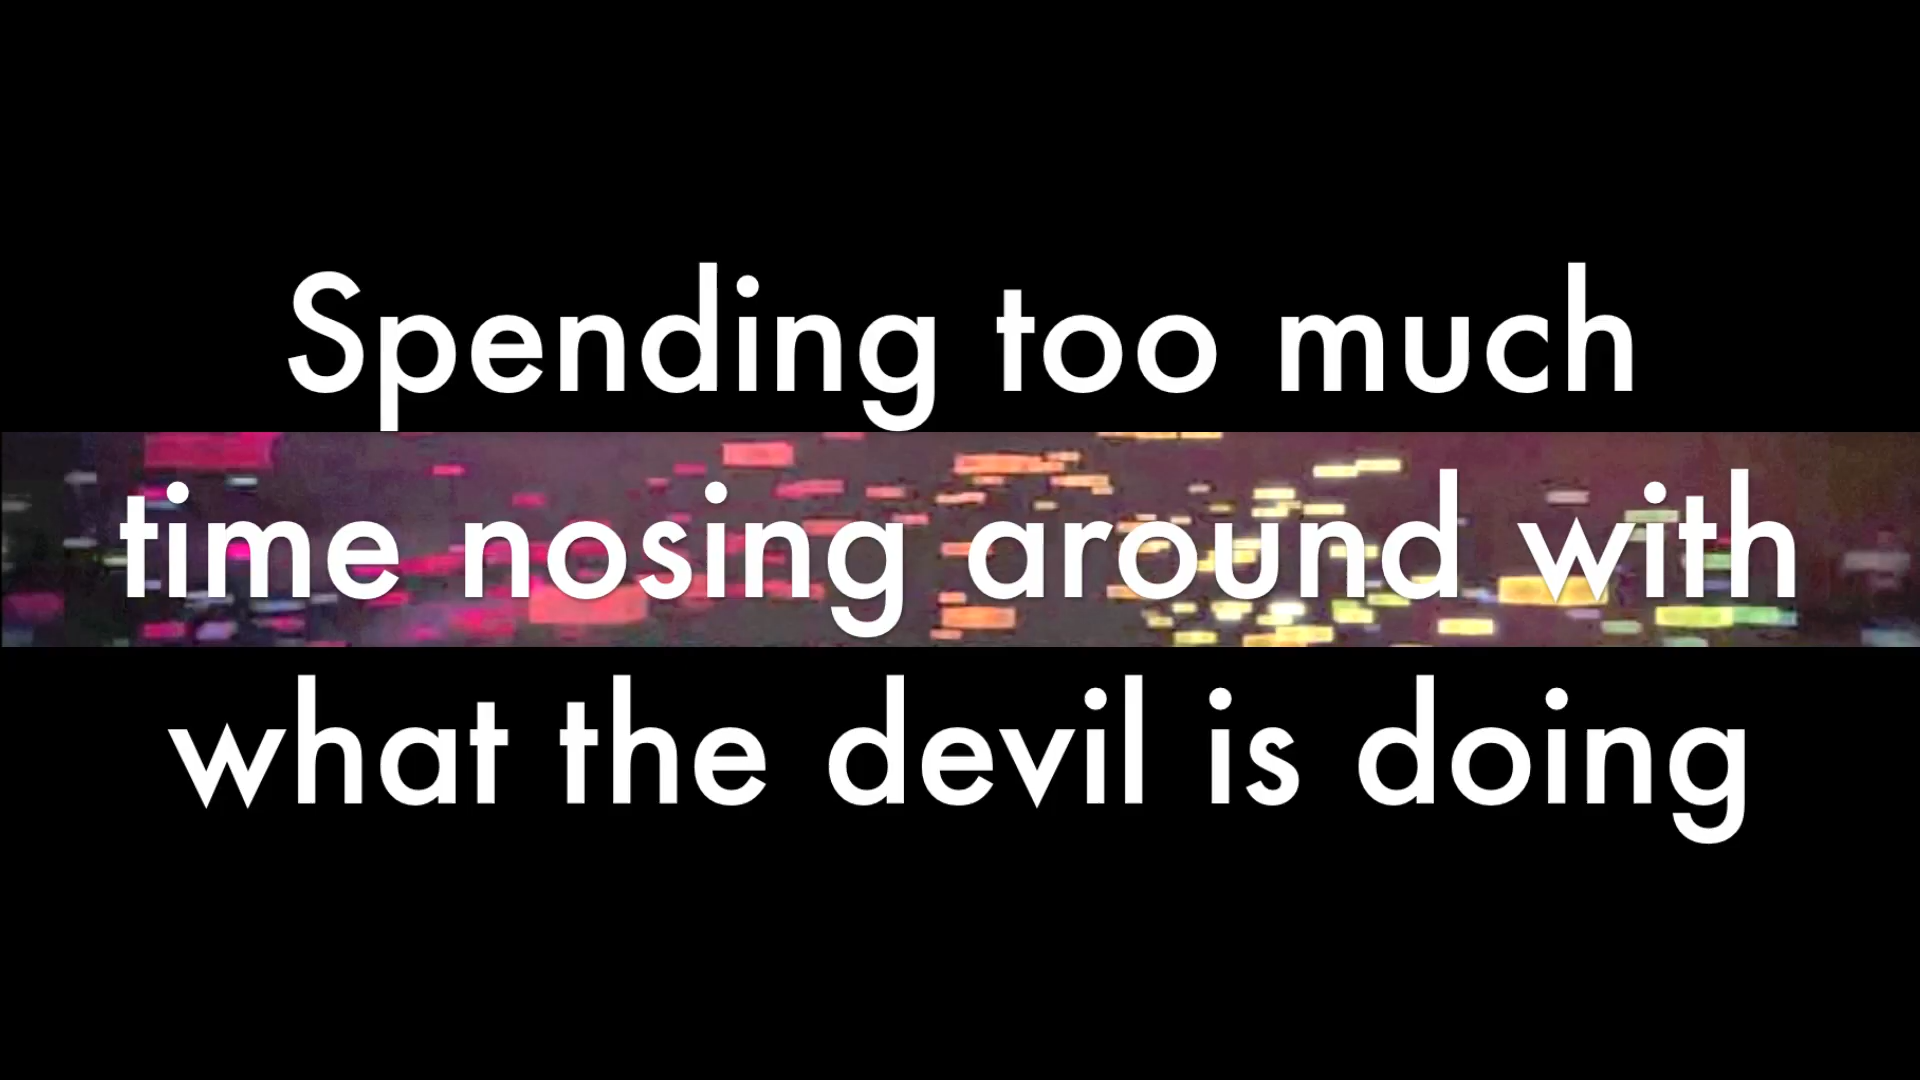 Spending too much
time nosing around with
what the devil is doing